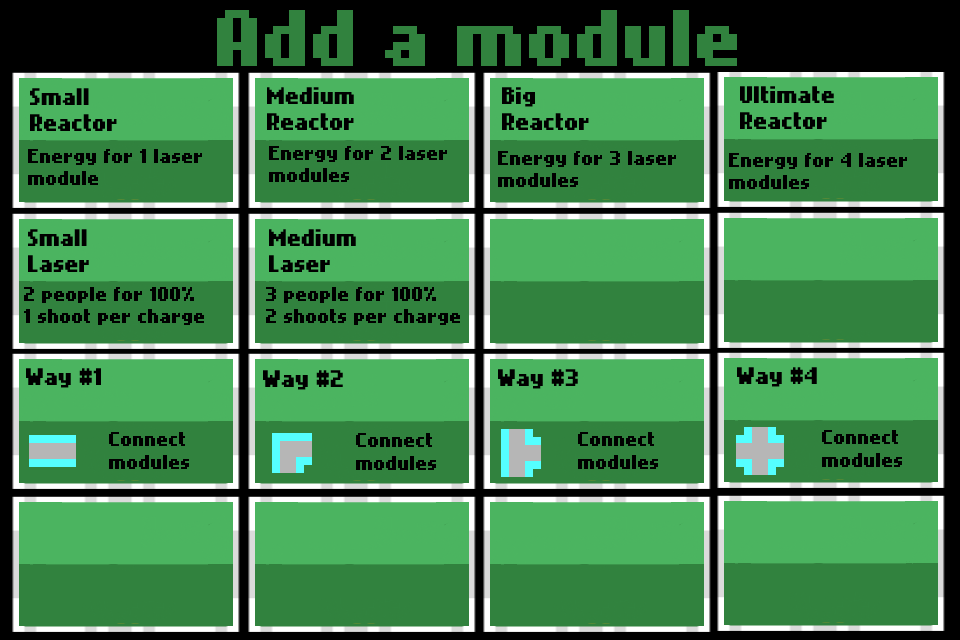 Add a module
Small
Reactor
Energy for 1 laser
module
Medium
Reactor
Energy for 2 laser
modules
Big
Reactor
Energy for 3 laser
modules
Ultimate
Reactor
Energy for 4 laser
modules
Small
Laser
2 people for 100%
1 shoot per charge
Medium
Laser
3 people for 100%
2 shoots per charge
Way #1
Connect
modules
Way #2
Connect
modules
Way #3
Connect
modules
Way #4
Connect
modules